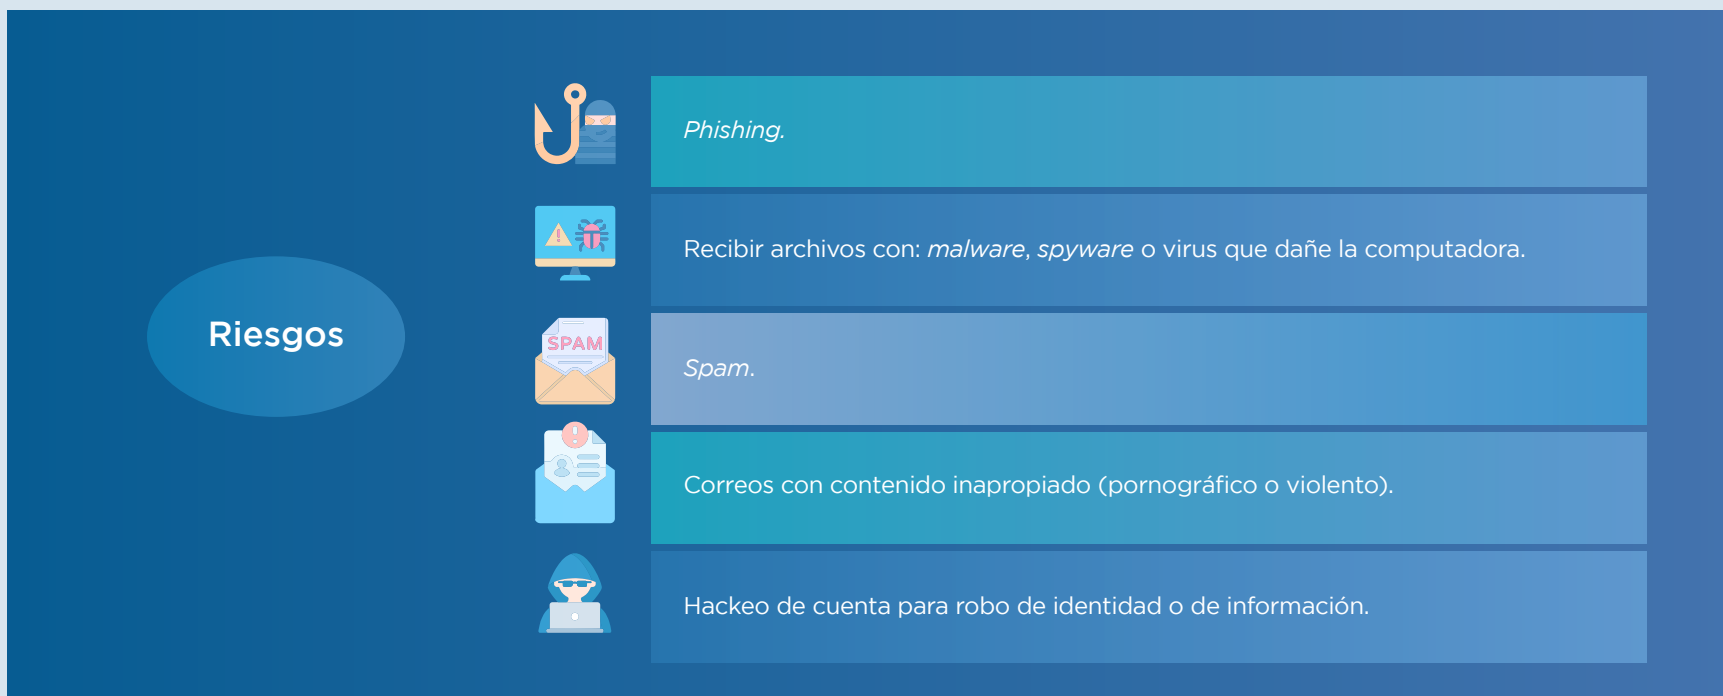 Riesgos
Phishing.
Recibir archivos con: malware, spyware o virus que dañe la computadora.
SPAM
Spam.
Correos con contenido inapropiado (pornográfico o violento).
Hackeo de cuenta para robo de identidad o de información.